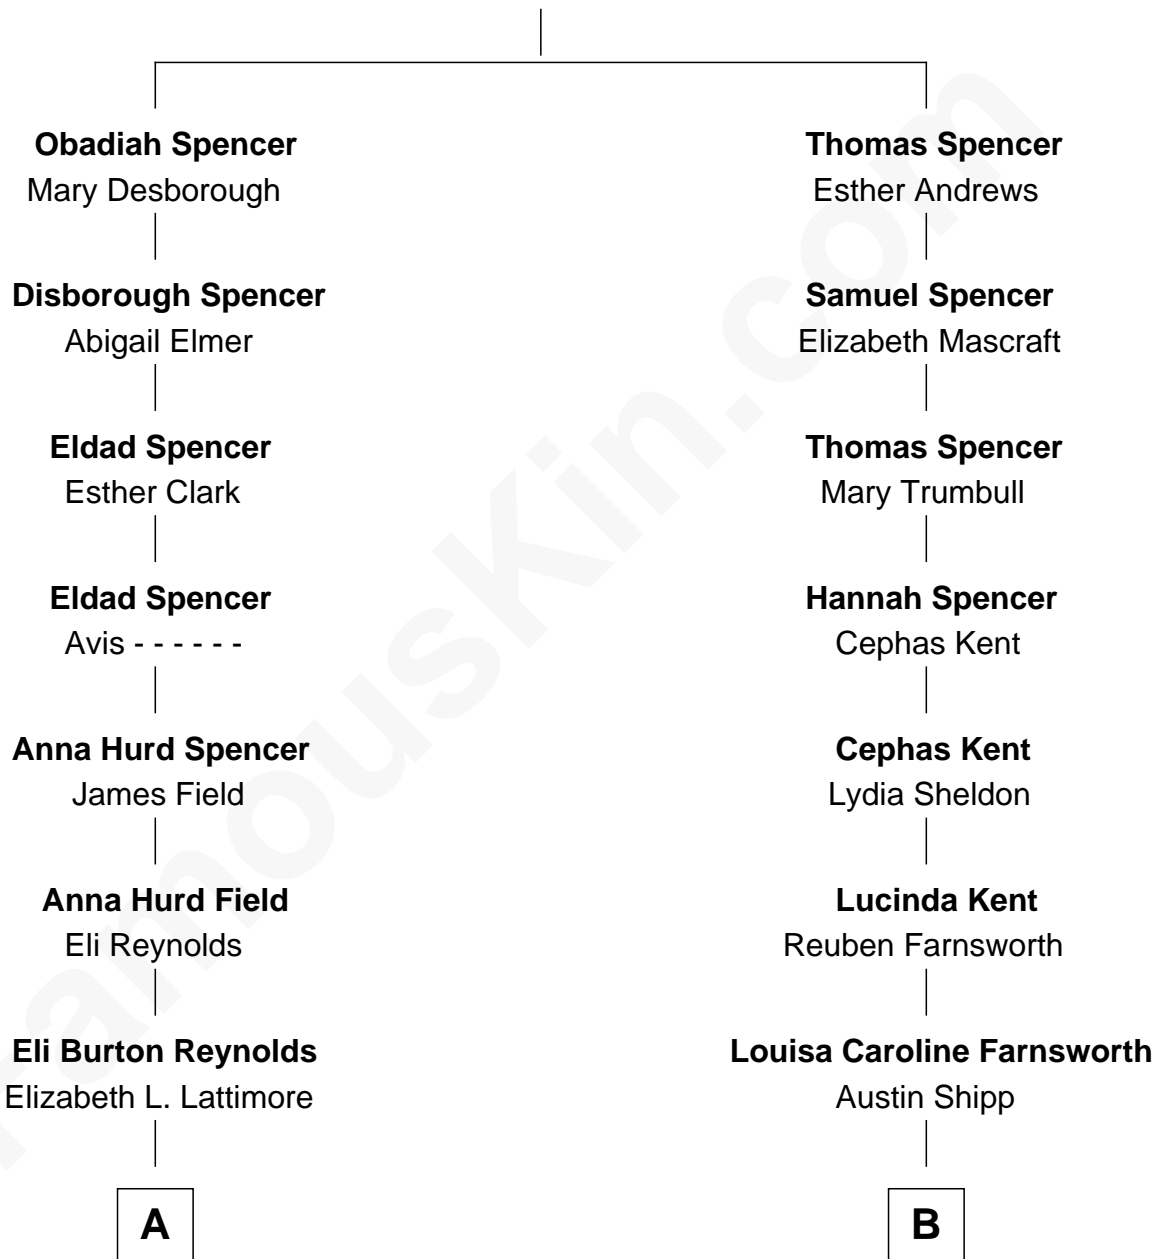 Obadiah Spencer
Mary Desborough
Disborough Spencer
Abigail Elmer
Eldad Spencer
Esther Clark
Eldad Spencer
Avis - - - - - -
Anna Hurd Spencer
James Field
Anna Hurd Field
Eli Reynolds
Eli Burton Reynolds
Elizabeth L. Lattimore
A
Thomas Spencer
Esther Andrews
Samuel Spencer
Elizabeth Mascraft
Thomas Spencer
Mary Trumbull
Hannah Spencer
Cephas Kent
Cephas Kent
Lydia Sheldon
Lucinda Kent
Reuben Farnsworth
Louisa Caroline Farnsworth
Austin Shipp
B
FamousKin.com